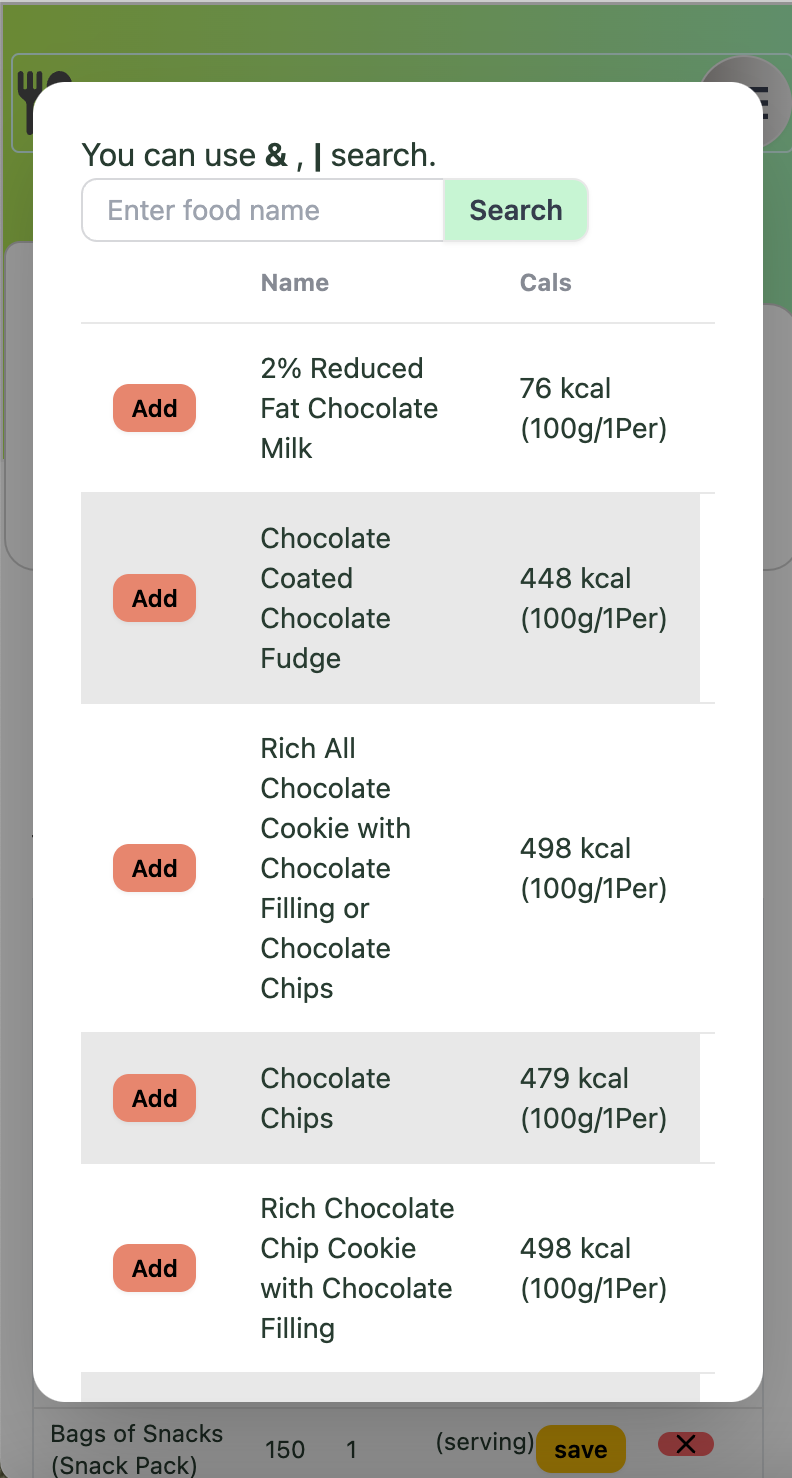 You can use & , | search.
Enter food name Search
Name Cals
2% Reduced
Fat Chocolate
Milk
Add
76 kcal
(100g/1Per)
Chocolate
Coated
Chocolate
Fudge
Add
448 kcal
(100g/1Per)
Rich All
Chocolate
Cookie with
Chocolate
Filling or
Chocolate
Chips
Add
498 kcal
(100g/1Per)
Chocolate
Chips
Add
479 kcal
(100g/1Per)
Rich Chocolate
Chip Cookie
with Chocolate
Filling
Add
498 kcal
(100g/1Per)
Bags of Snacks
(Snack Pack)
150 1 (serving) save